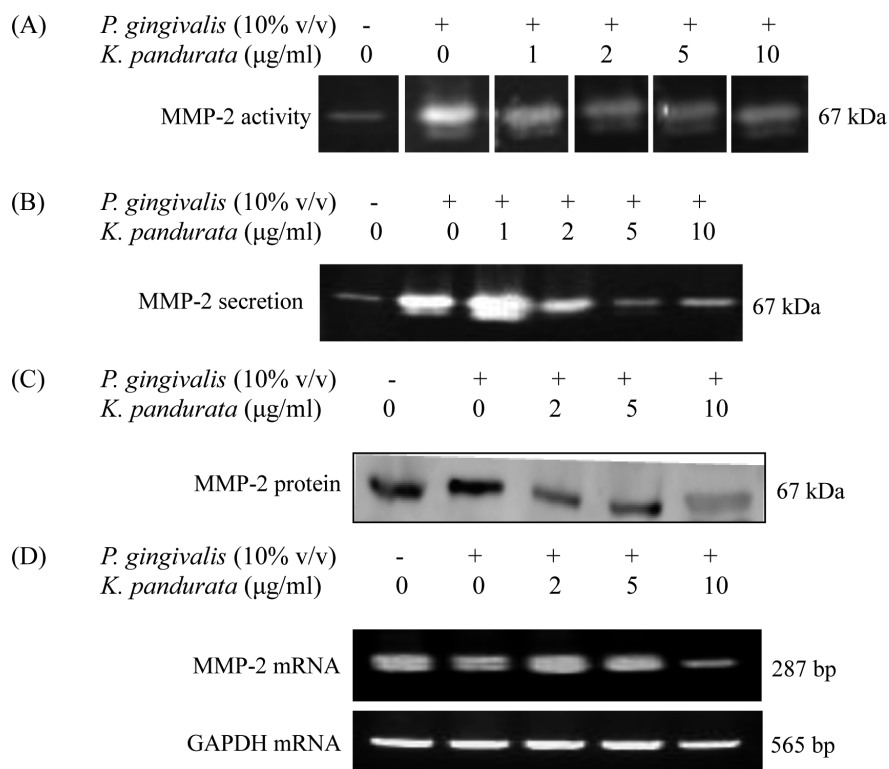 (A) P. gingivalis (10% v/v) - + + + + +
K. pandurata (µg/ml) 0 0 1 2 5 10
MMP-2 activity 67 kDa
(B) P. gingivalis (10% v/v) - + + + + +
K. pandurata (µg/ml) 0 0 1 2 5 10
MMP-2 secretion 67 kDa
(C) P. gingivalis (10% v/v) - + + + +
K. pandurata (µg/ml) 0 0 2 5 10
MMP-2 protein 67 kDa
(D) P. gingivalis (10% v/v) - + + + +
K. pandurata (µg/ml) 0 0 2 5 10
MMP-2 mRNA 287 bp
GAPDH mRNA 565 bp